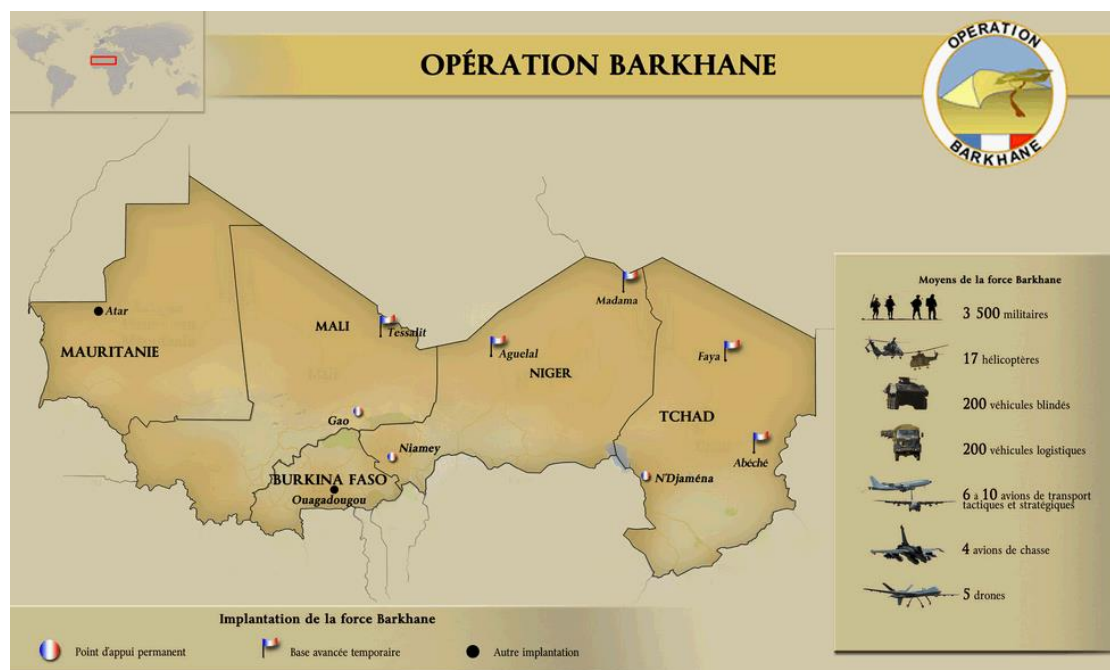 OPÉRATION BARKHANE
OPERATION
BARKHANE
Madama
Atar
MALI
Tessalit
MAURITANIE
Aguelal
Faya
NIGER
Gao
TCHAD
Niamey
Abéché
BURKINA FASO
N'Djaména
Ouagadougou
Moyens de la force Barkhane
3 500 militaires
17 hélicoptères
200 véhicules blindés
200 véhicules logistiques
6 à 10 avions de transport
tactiques et stratégiques
4 avions de chasse
5 drones
Implantation de la force Barkhane
Point d'appui permanent
Base avancée temporaire
Autre implantation